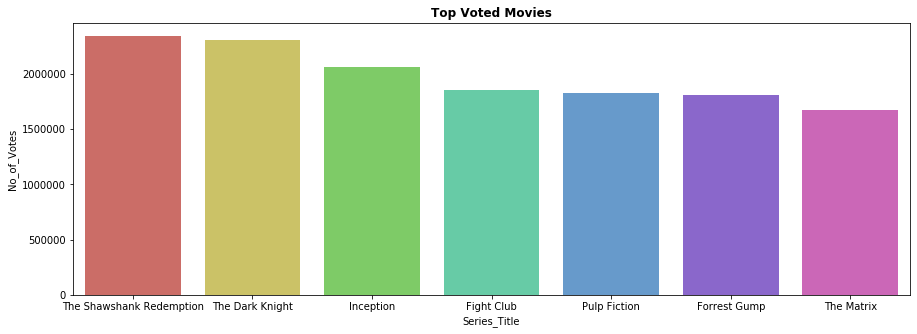 Top Voted Movies
No_of_Votes
2000000
1500000
1000000
500000
0
The Shawshank Redemption The Dark Knight Inception Fight Club Pulp Fiction Forrest Gump The Matrix
Series_Title